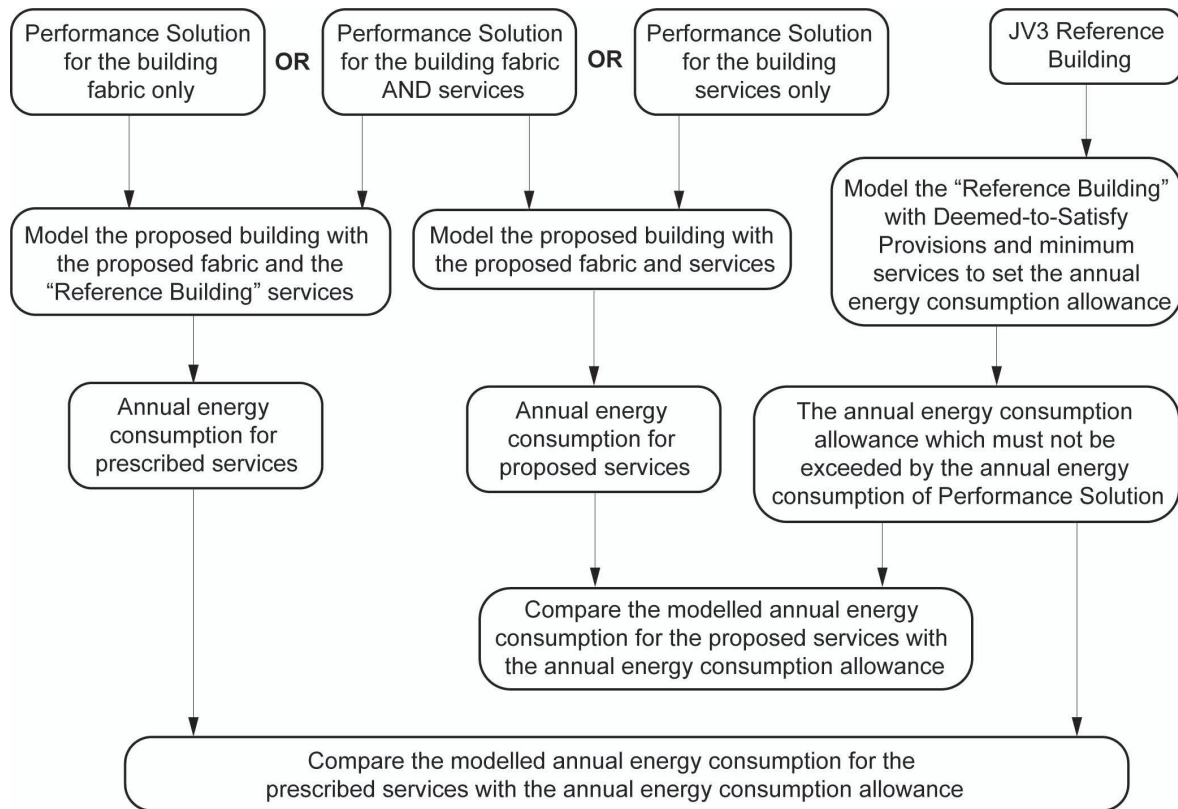 Performance Solution
for the building
fabric only
OR
Performance Solution
for the building fabric
AND services
OR
Performance Solution
for the building
services only
JV3 Reference
Building
Model the proposed building with
the proposed fabric and the
“Reference Building” services
Model the proposed building with
the proposed fabric and services
Model the “Reference Building”
with Deemed-to-Satisfy
Provisions and minimum
services to set the annual
energy consumption allowance
Annual energy
consumption for
prescribed services
Annual energy
consumption for
proposed services
The annual energy consumption
allowance which must not be
exceeded by the annual energy
consumption of Performance Solution
Compare the modelled annual energy
consumption for the proposed services with
the annual energy consumption allowance
Compare the modelled annual energy consumption for the
prescribed services with the annual energy consumption allowance